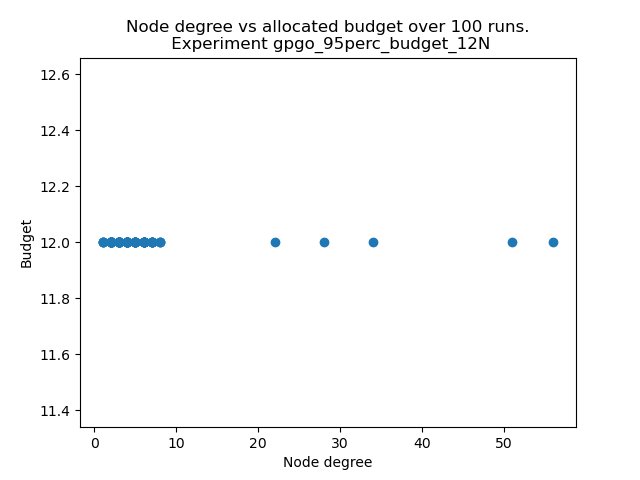 Node degree vs allocated budget over 100 runs.
Experiment gpgo_95perc_budget_12N
12.6
12.4
12.2
12.0
11.8
11.6
11.4
Budget
0 10 20 30 40 50
Node degree